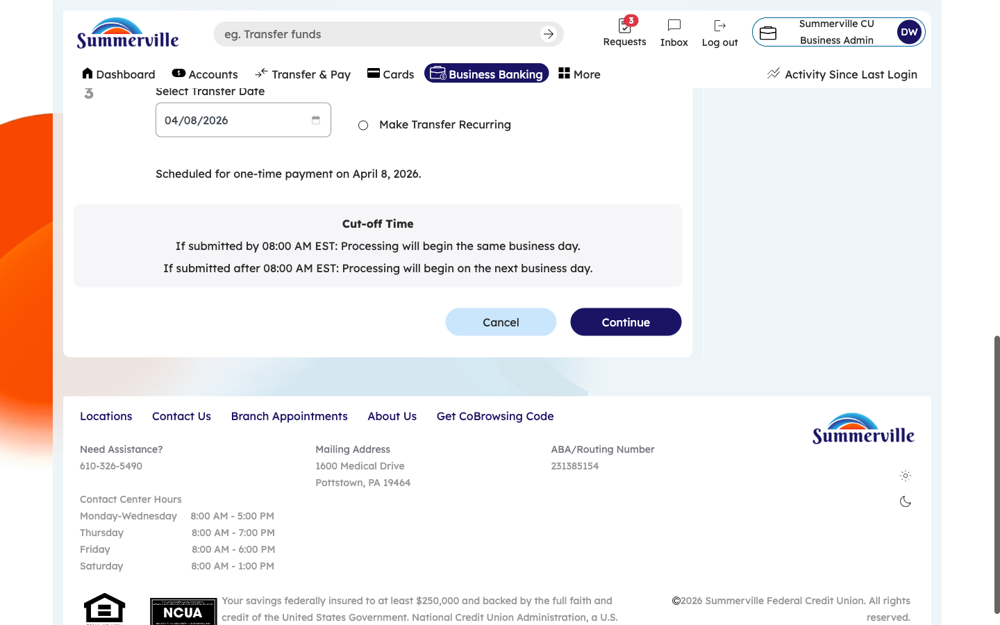 Summerville
eg. Transfer funds
3
Requests
Inbox
Log out
Summerville CU
Business Admin
DW
Dashboard
Accounts
Transfer & Pay
Cards
Business Banking
More
Activity Since Last Login
3
Select Transfer Date
04/08/2026
Make Transfer Recurring
Scheduled for one-time payment on April 8, 2026.
Cut-off Time
If submitted by 08:00 AM EST: Processing will begin the same business day.
If submitted after 08:00 AM EST: Processing will begin on the next business day.
Cancel
Continue
Locations
Contact Us
Branch Appointments
About Us
Get CoBrowsing Code
Summerville
Need Assistance?
610-326-5490
Mailing Address
1600 Medical Drive
Pottstown, PA 19464
ABA/Routing Number
231385154
Contact Center Hours
Monday-Wednesday 8:00 AM - 5:00 PM
Thursday 8:00 AM - 7:00 PM
Friday 8:00 AM - 6:00 PM
Saturday 8:00 AM - 1:00 PM
NCUA
Your savings federally insured to at least $250,000 and backed by the full faith and
credit of the United States Government. National Credit Union Administration, a U.S.
©2026 Summerville Federal Credit Union. All rights
reserved.